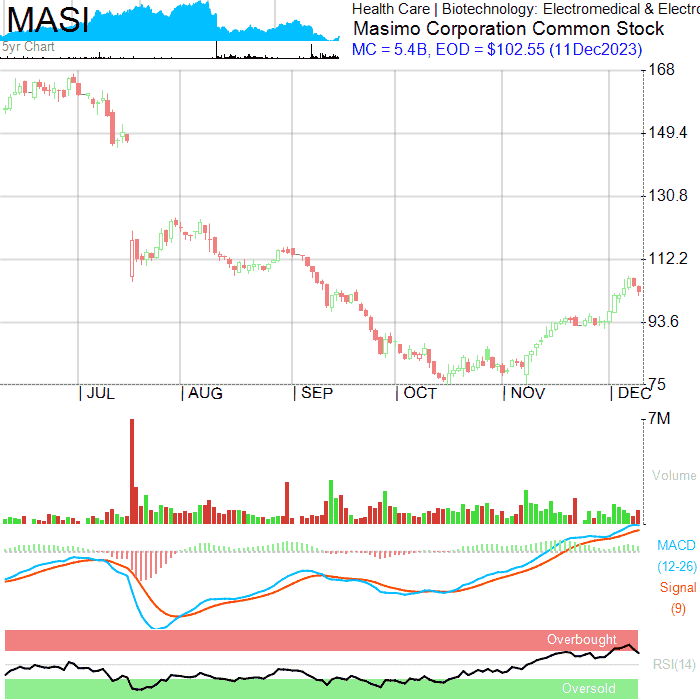 MASI
5yr Chart
Health Care | Biotechnology: Electromedical & Electro
Masimo Corporation Common Stock
MC = 5.4B, EOD = $102.55 (11Dec2023)
168
149.4
130.8
112.2
93.6
75
JUL AUG SEP OCT NOV DEC
7M
Volume
MACD
(12-26)
Signal
(9)
Overbought
RSI(14)
Oversold